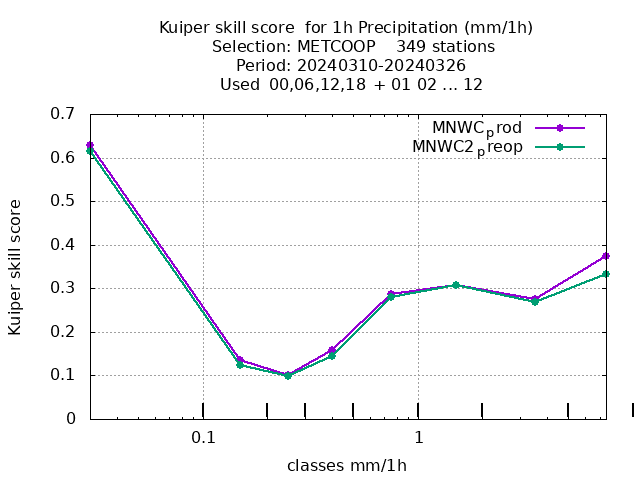 Kuiper skill score  for 1h Precipitation (mm/1h)
Selection: METCOOP    349 stations
Period: 20240310-20240326
Used  00,06,12,18  + 01 02 ... 12
MNWCprod
MNWC2preop
0.7
0.6
0.5
0.4
0.3
0.2
0.1
0
Kuiper skill score
0.1
1
classes mm/1h